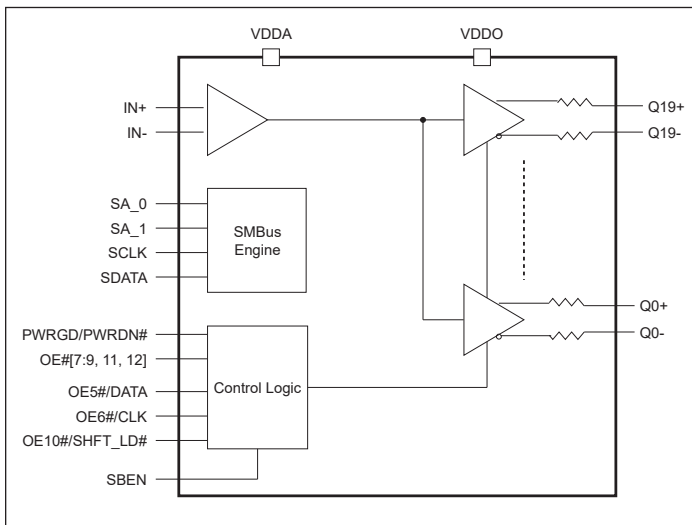 VDDA
VDDO
IN+
IN-
Q19+
Q19-
SA_0
SA_1
SCLK
SDATA
SMBus
Engine
Q0+
Q0-
PWRGD/PWRDN#
OE#[7:9, 11, 12]
OE5#/DATA
OE6#/CLK
OE10#/SHFT_LD#
Control Logic
SBEN